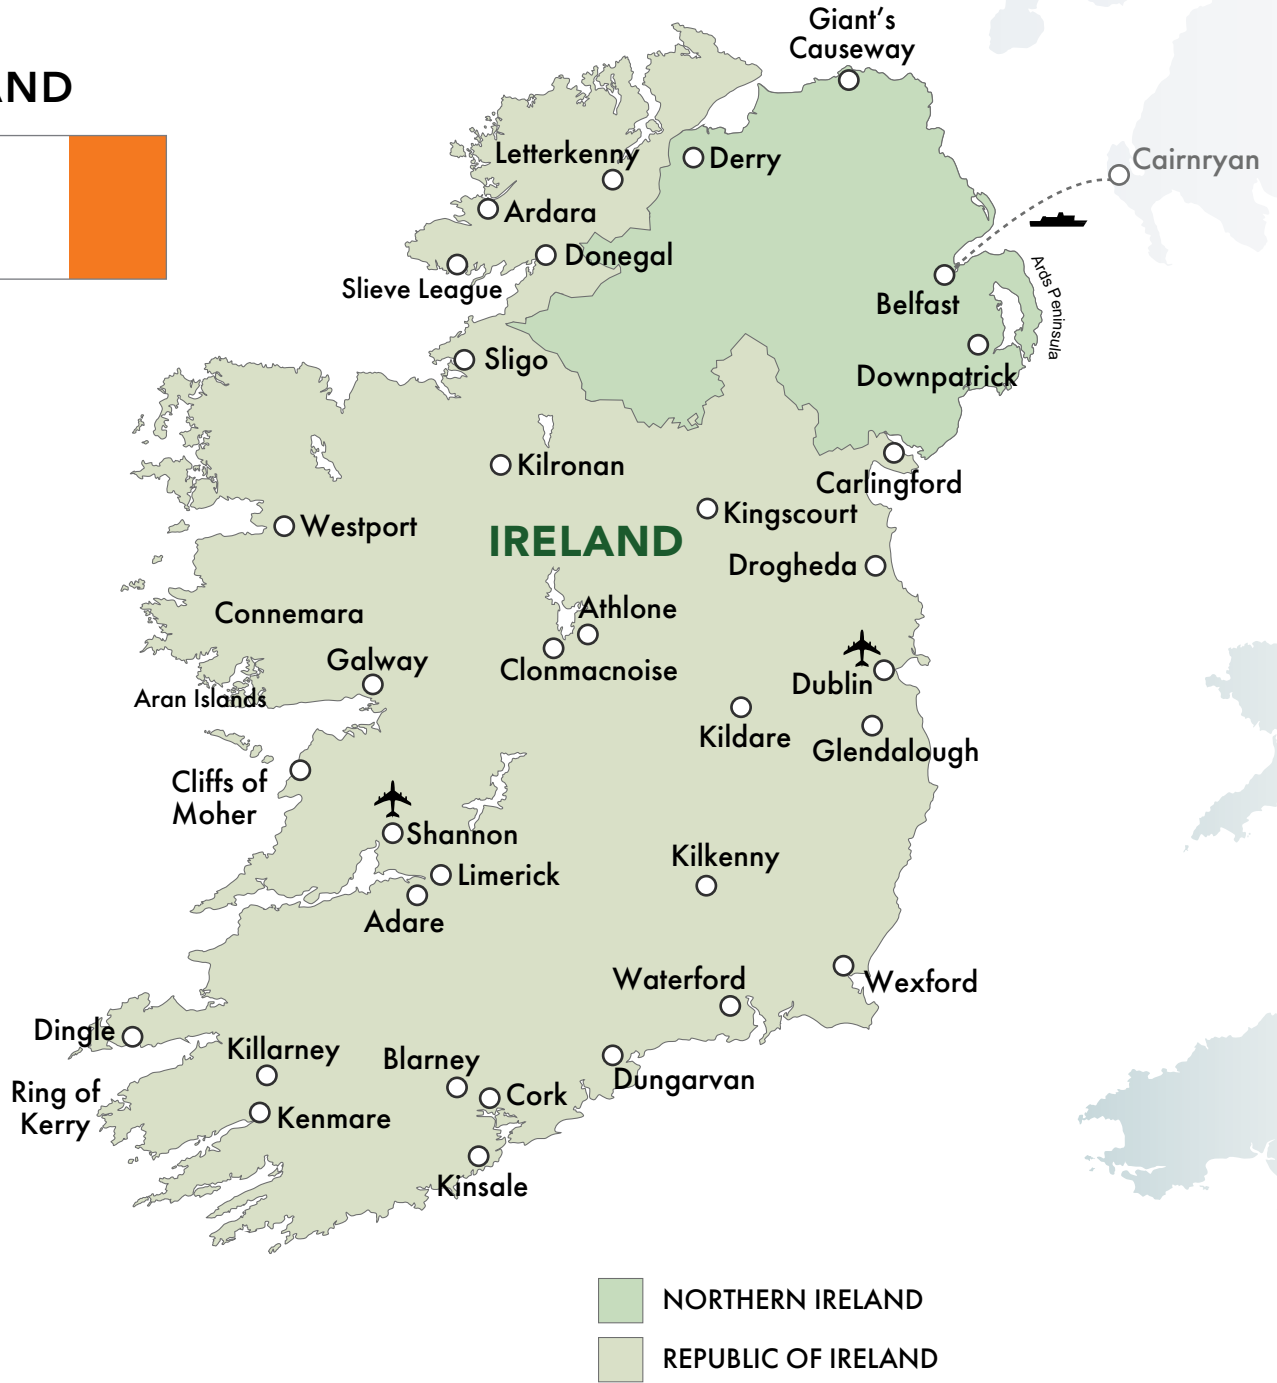 AND
Giant's
Causeway
Cairnryan
Letterkenny
Derry
Ardara
Donegal
Slieve League
Belfast
Ards Peninsula
Sligo
Downpatrick
Kilronan
Carlingford
Kingscourt
Westport
IRELAND
Drogheda
Connemara
Athlone
Galway
Clonmacnoise
Dublin
Aran Islands
Kildare
Glendalough
Cliffs of
Moher
Shannon
Kilkenny
Limerick
Adare
Waterford
Wexford
Dingle
Killarney
Blarney
Dungarvan
Ring of
Kerry
Cork
Kenmare
Kinsale
NORTHERN IRELAND
REPUBLIC OF IRELAND